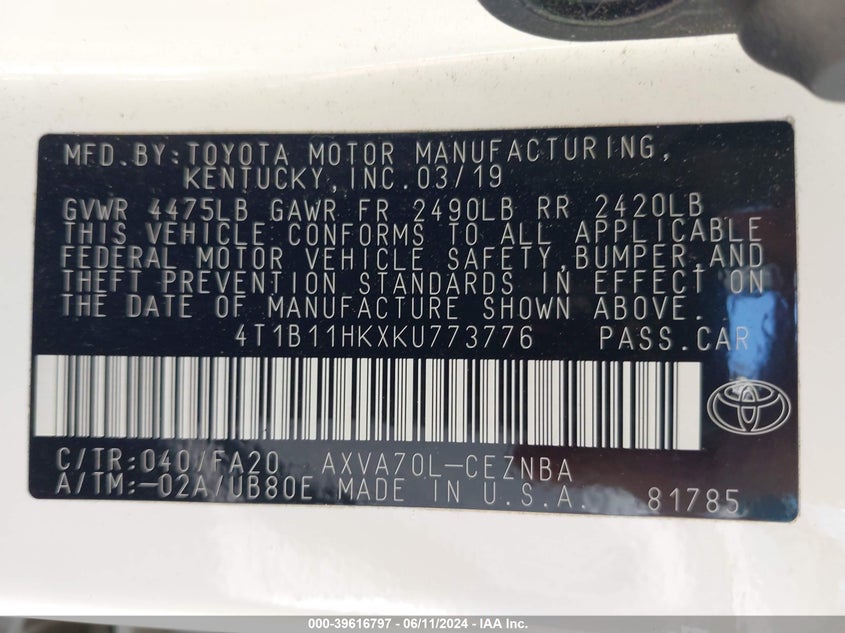 MFD.BY:TOYOTA MOTOR MANUFACTURING,
KENTUCKY,INC.03/19
GVWR 4475LB GAWR FR 2490LB RR 2420LB
THIS VEHICLE CONFORMS TO ALL APPLICABLE
FEDERAL MOTOR VEHICLE SAFETY,BUMPER,AND
THEFT PREVENTION STANDARDS IN EFFECT ON
THE DATE OF MANUFACTURE SHOWN ABOVE.
4T1B11HKXKU773776 PASS.CAR
C/TR:040/FA20 AXVA70L-CEZNBA
A/TM:-02A/UB80E MADE IN U.S.A. 81785
000-39616797 - 06/11/2024 - IAA Inc.